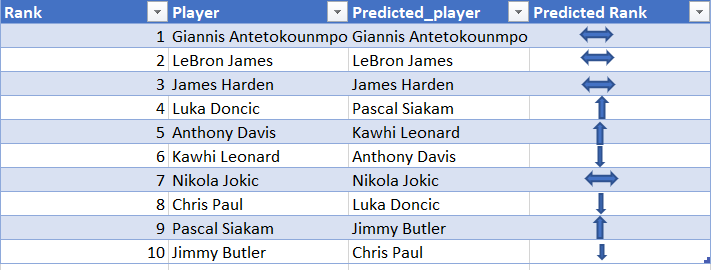 Rank Player Predicted_player Predicted Rank
1 Giannis Antetokounmpo Giannis Antetokounmpo
2 LeBron James LeBron James
3 James Harden James Harden
4 Luka Doncic Pascal Siakam
5 Anthony Davis Kawhi Leonard
6 Kawhi Leonard Anthony Davis
7 Nikola Jokic Nikola Jokic
8 Chris Paul Luka Doncic
9 Pascal Siakam Jimmy Butler
10 Jimmy Butler Chris Paul